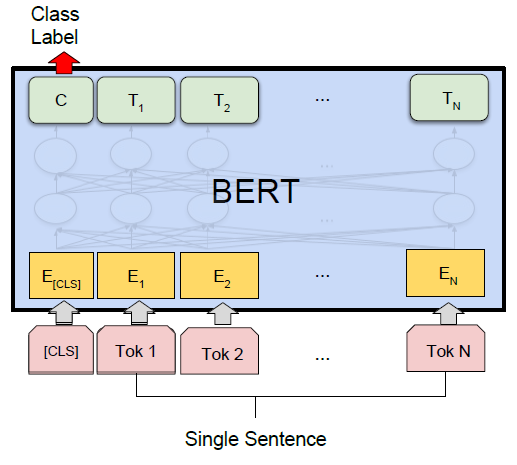 Class
Label
C T1 T2 ... TN
...
BERT
...
E[CLS] E1 E2 ... EN
[CLS] Tok 1 Tok 2 ... Tok N
Single Sentence